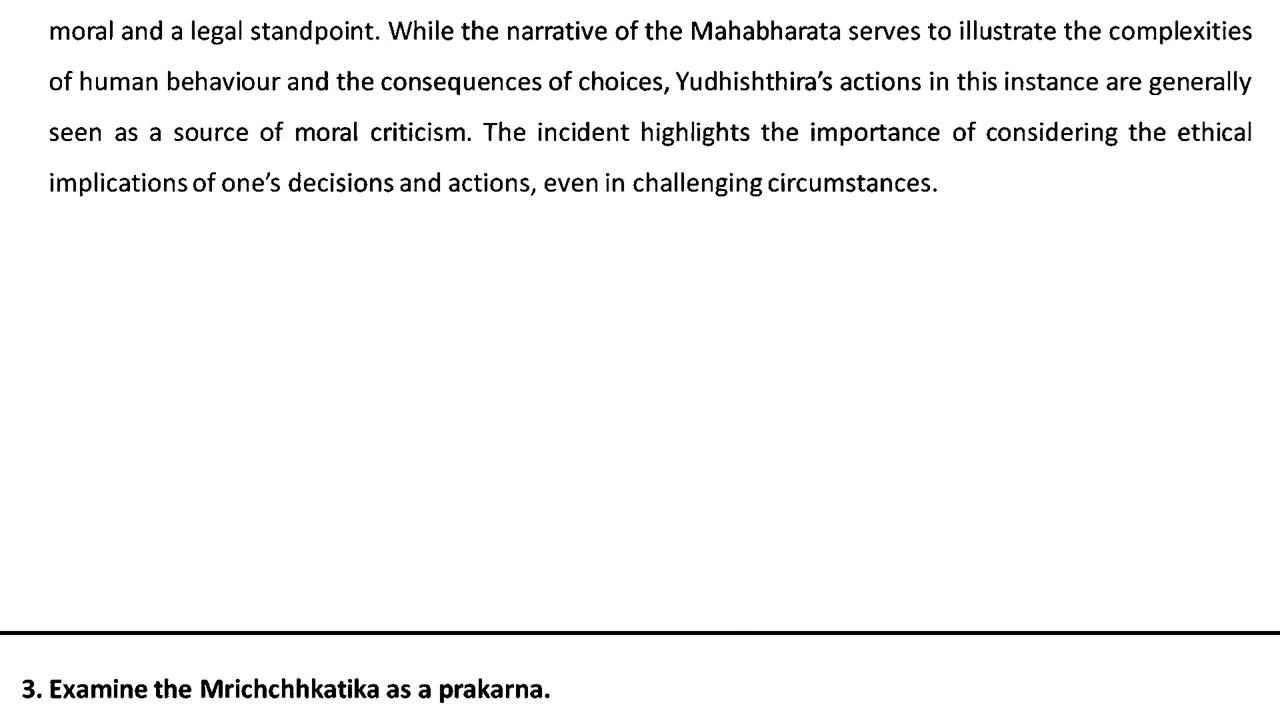 moral and a legal standpoint. While the narrative of the Mahabharata serves to illustrate the complexities
of human behaviour and the consequences of choices, Yudhishthira’s actions in this instance are generally
seen as a source of moral criticism. The incident highlights the importance of considering the ethical
implications of one’s decisions and actions, even in challenging circumstances.
3. Examine the Mrichchhkatika as a prakarna.